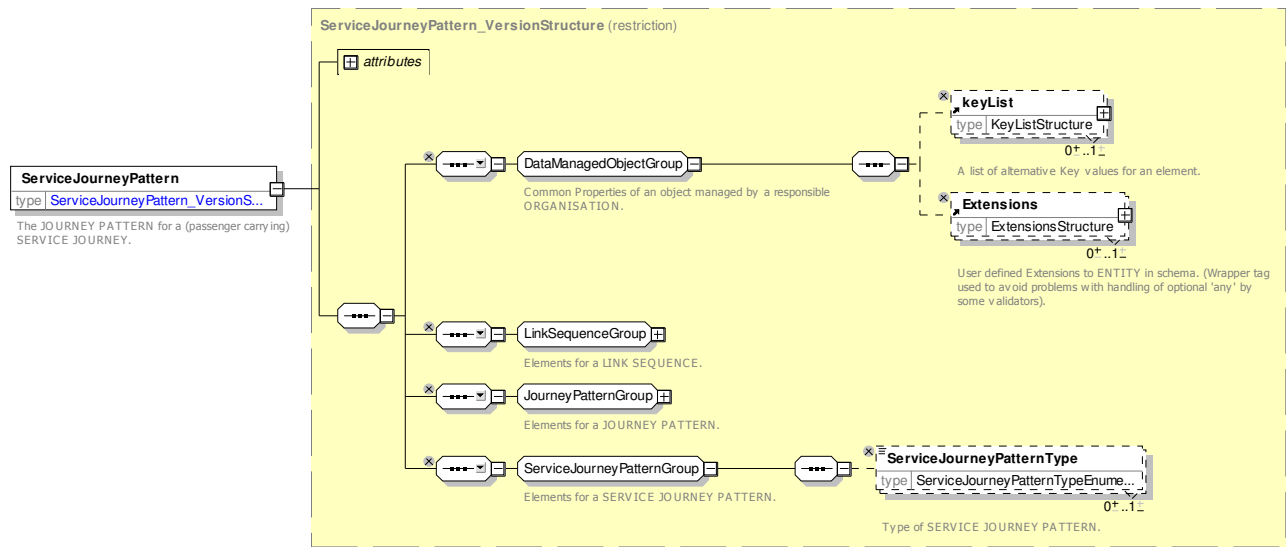 ServiceJourneyPattern_VersionStructure (restriction)
attributes
keyList
type KeyListStructure
0..1
A list of alternative Key values for an element.
DataManagedObjectGroup
Common Properties of an object managed by a responsible
ORGANISATION.
ServiceJourneyPattern
type ServiceJourneyPattern_VersionS...
The JOURNEY PATTERN for a (passenger carrying)
SERVICE JOURNEY.
Extensions
type ExtensionsStructure
0..1
User defined Extensions to ENTITY in schema. (Wrapper tag
used to avoid problems with handling of optional 'any' by
some validators).
LinkSequenceGroup
Elements for a LINK SEQUENCE.
JourneyPatternGroup
Elements for a JOURNEY PATTERN.
ServiceJourneyPatternGroup
Elements for a SERVICE JOURNEY PATTERN.
ServiceJourneyPatternType
type ServiceJourneyPatternTypeEnume...
0..1
Type of SERVICE JOURNEY PATTERN.